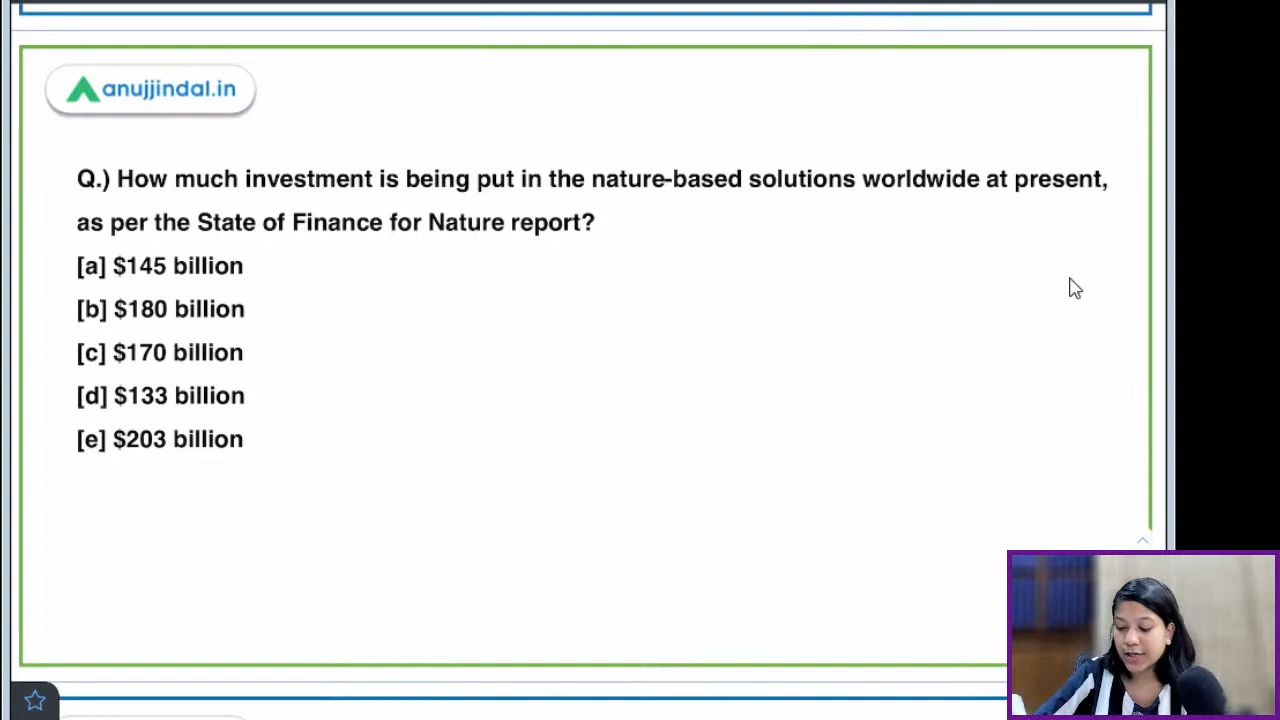 anujjindal.in
Q.) How much investment is being put in the nature-based solutions worldwide at present,
as per the State of Finance for Nature report?
[a] $145 billion
[b] $180 billion
[c] $170 billion
[d] $133 billion
[e] $203 billion